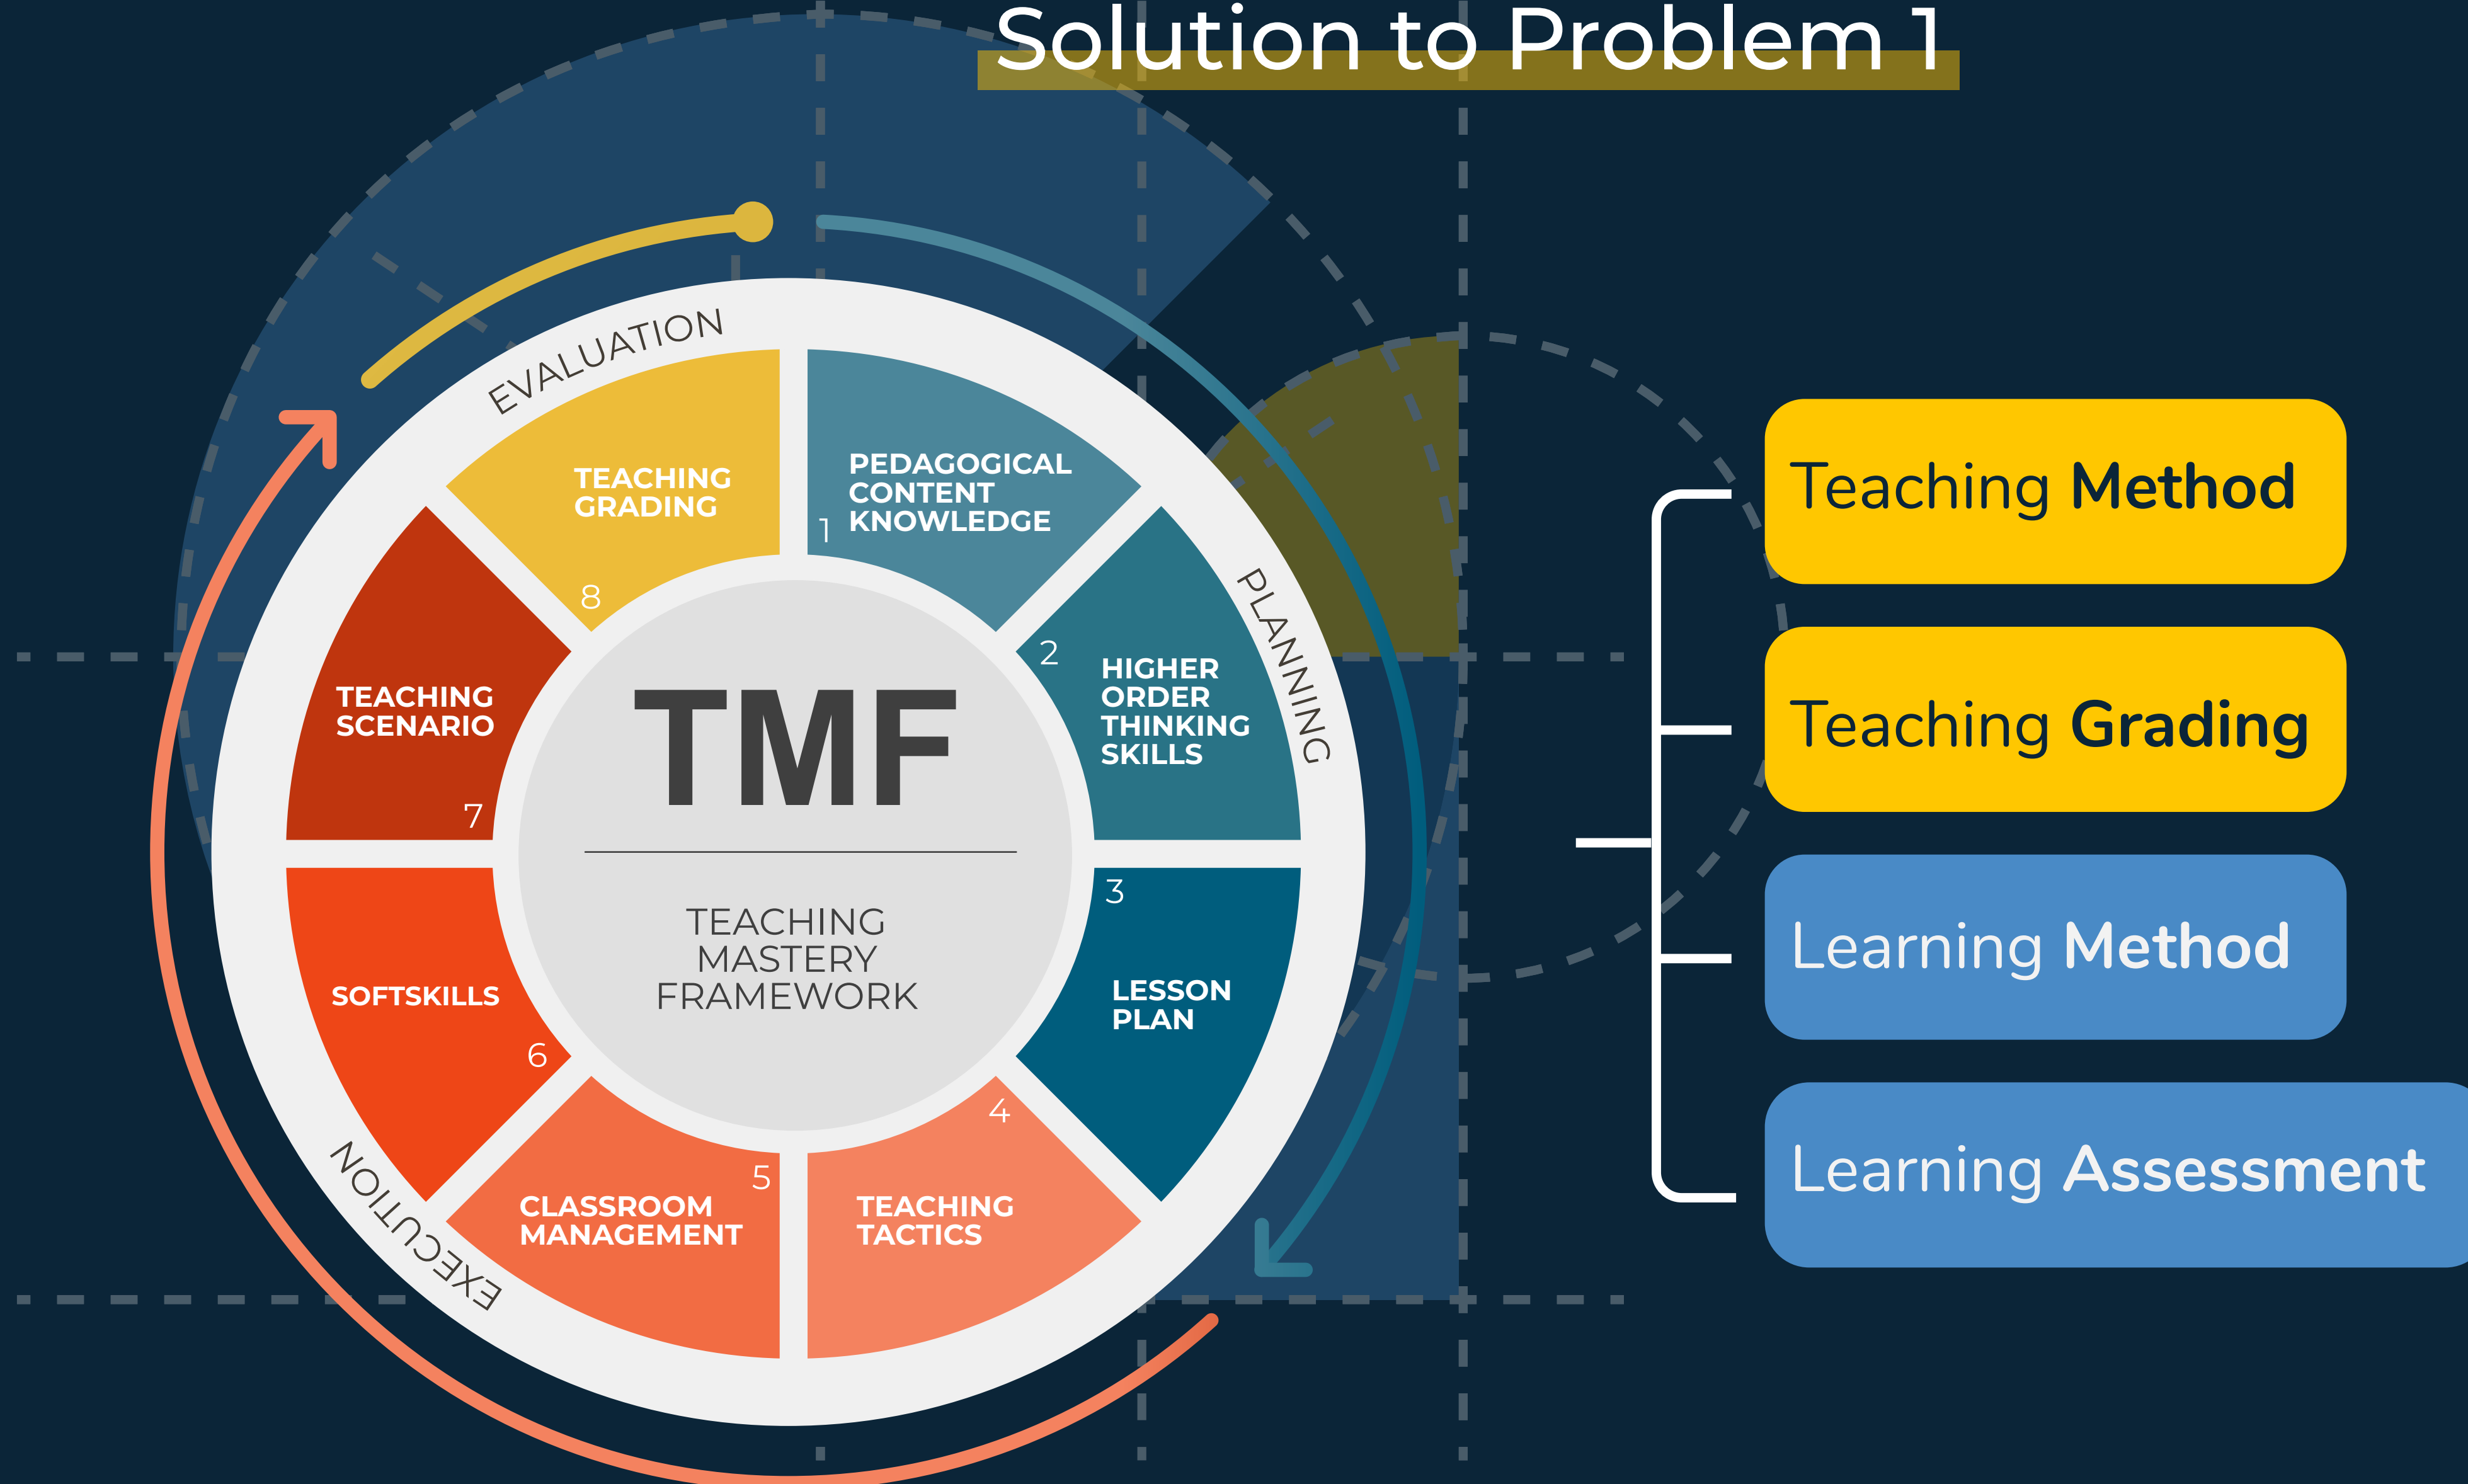 Solution to Problem 1
EVALUATION
PLANNING
EXECUTION
1
PEDAGOGICAL
CONTENT
KNOWLEDGE
2
HIGHER
ORDER
THINKING
SKILLS
3
LESSON
PLAN
4
TEACHING
TACTICS
5
CLASSROOM
MANAGEMENT
6
SOFTSKILLS
7
TEACHING
SCENARIO
8
TEACHING
GRADING
TMF
TEACHING
MASTERY
FRAMEWORK
Teaching Method
Teaching Grading
Learning Method
Learning Assessment